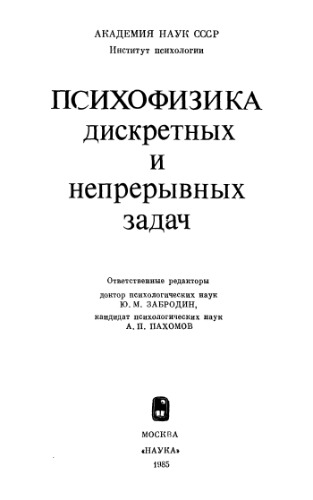 АКАДЕМИЯ НАУК СССР
Институт психологии
ПСИХОФИЗИКА
дискретных
и
непрерывных
задач
Ответственные редакторы
доктор психологических наук
Ю. М. ЗАБРОДИН,
кандидат психологических наук
А. П. ПАХОМОВ
МОСКВА
«НАУКА»
1985